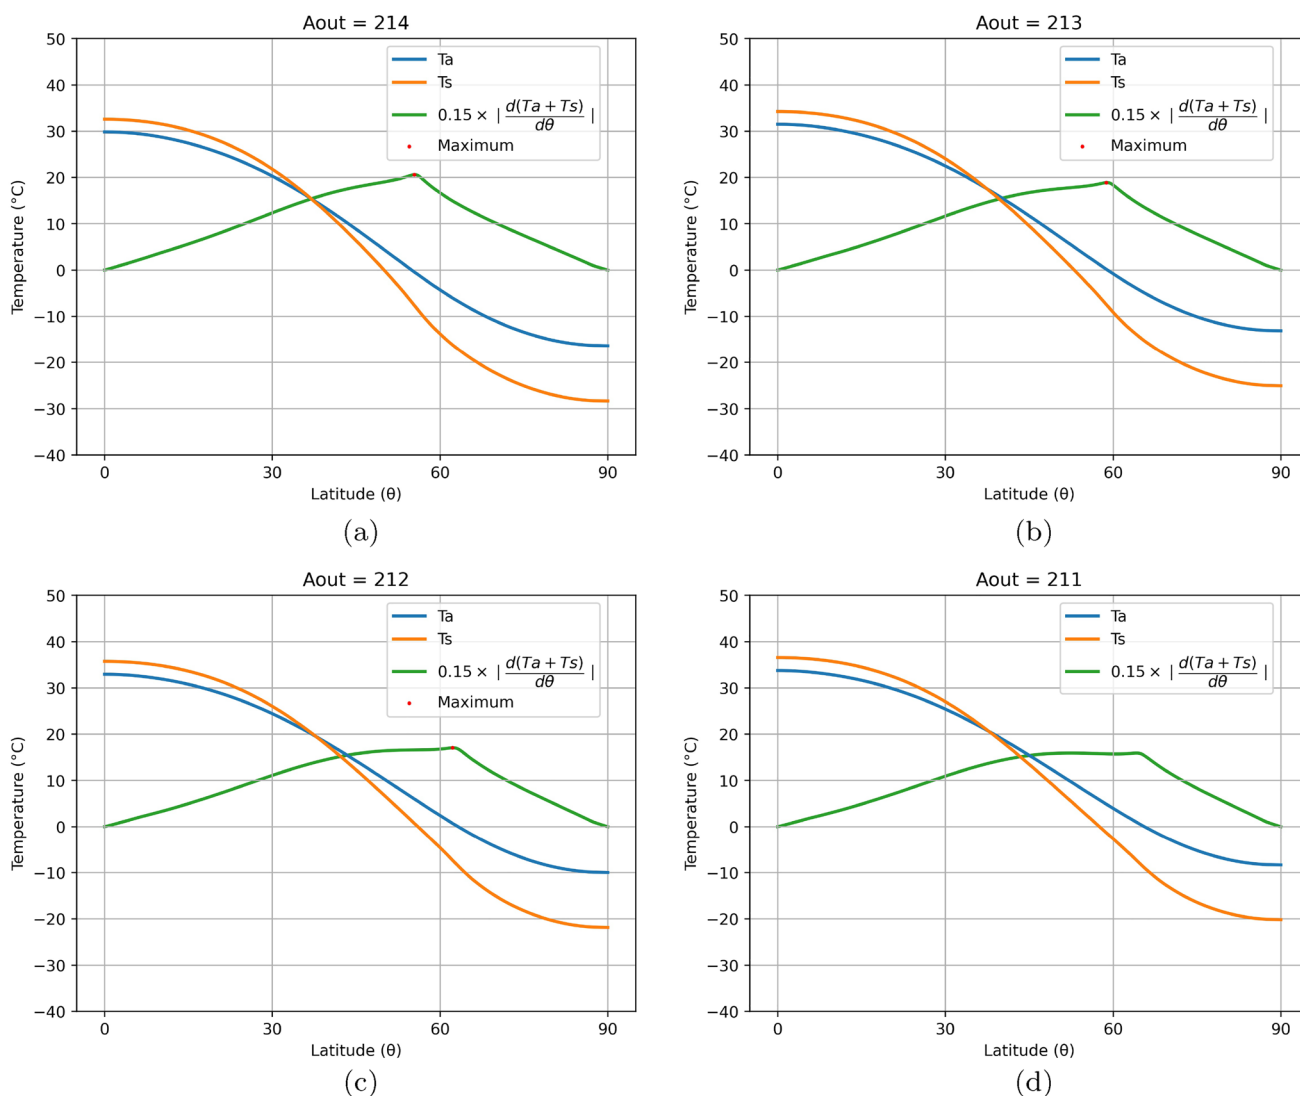 Aout = 214
50
40
30
20
10
0
−10
−20
−30
−40
Temperature (°C)
Ta
Ts
0.15 × | d(Ta + Ts) / dθ |
Maximum
0 30 60 90
Latitude (θ)
(a)
Aout = 213
50
40
30
20
10
0
−10
−20
−30
−40
Temperature (°C)
Ta
Ts
0.15 × | d(Ta + Ts) / dθ |
Maximum
0 30 60 90
Latitude (θ)
(b)
Aout = 212
50
40
30
20
10
0
−10
−20
−30
−40
Temperature (°C)
Ta
Ts
0.15 × | d(Ta + Ts) / dθ |
Maximum
0 30 60 90
Latitude (θ)
(c)
Aout = 211
50
40
30
20
10
0
−10
−20
−30
−40
Temperature (°C)
Ta
Ts
0.15 × | d(Ta + Ts) / dθ |
0 30 60 90
Latitude (θ)
(d)